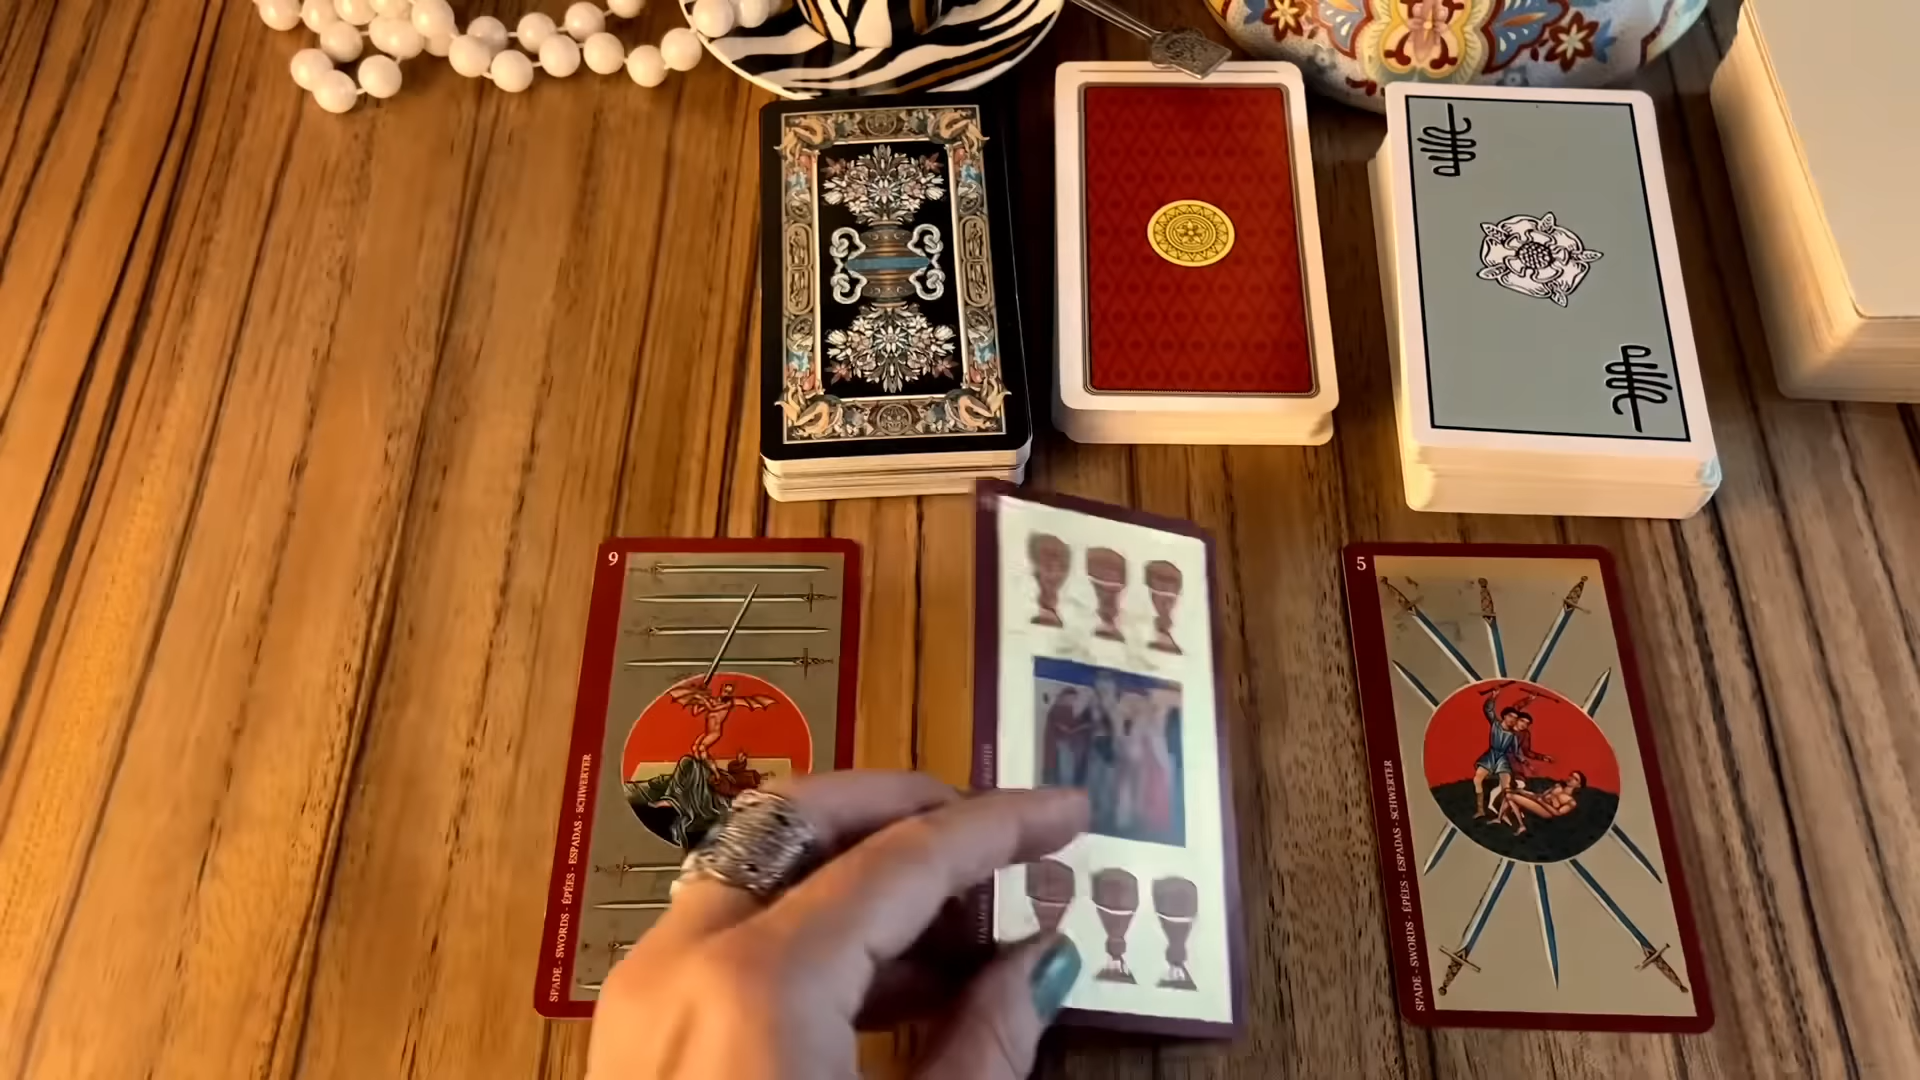 9
SPADE - SWORDS - ÉPÉES - ESPADAS - SCHWERTER
5
SPADE - SWORDS - ÉPÉES - ESPADAS - SCHWERTER